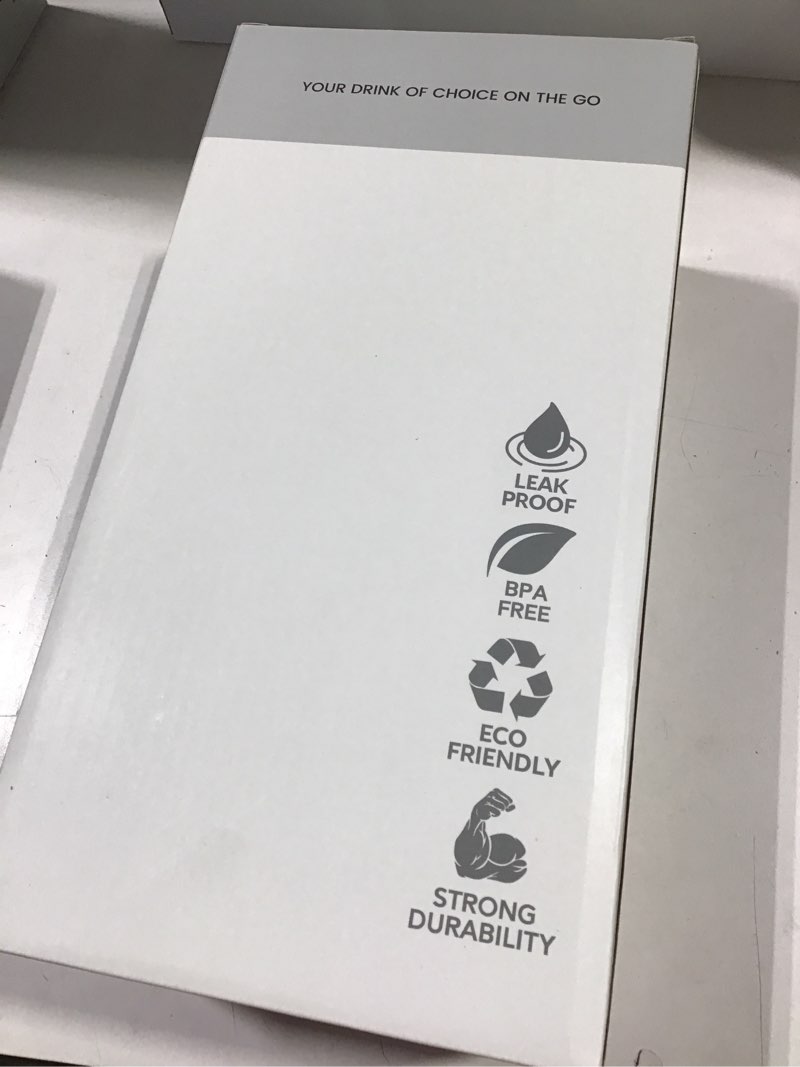 YOUR DRINK OF CHOICE ON THE GO
LEAK
PROOF
BPA
FREE
ECO
FRIENDLY
STRONG
DURABILITY